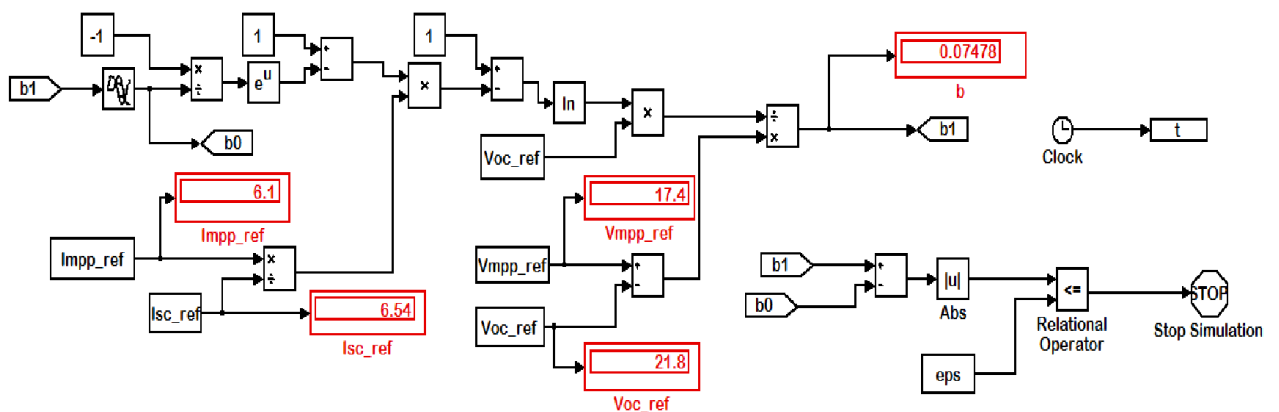 -1
1
1
0.07478
b
×
÷
e^u
+
-
×
+
-
ln
×
÷
×
b1
b0
b1
t
Clock
Voc_ref
6.1
Impp_ref
17.4
Vmpp_ref
Impp_ref
×
÷
Vmpp_ref
+
-
Isc_ref
6.54
Isc_ref
Voc_ref
21.8
Voc_ref
b1
b0
+
-
|u|
Abs
<=
Relational
Operator
STOP
Stop Simulation
eps